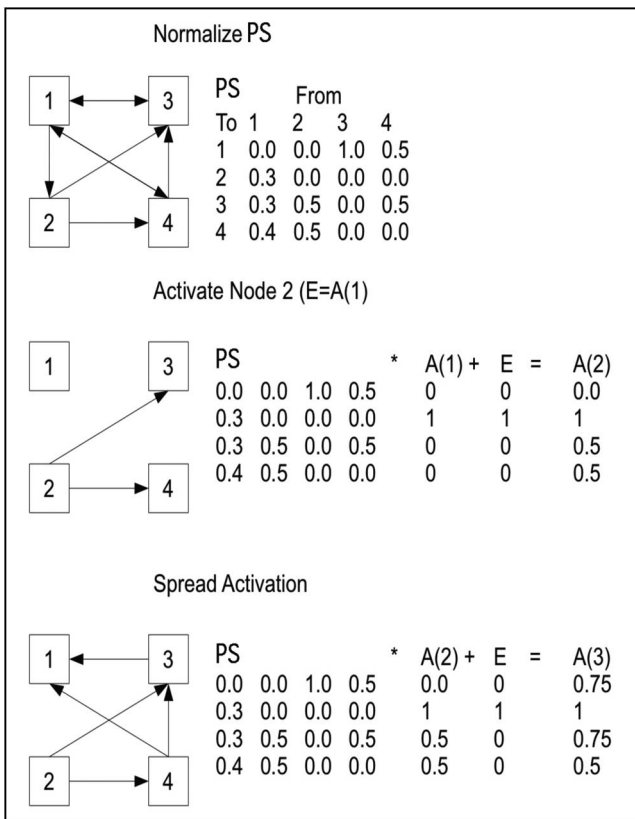 Normalize PS
1 3
2 4
PS From
To 1 2 3 4
1 0.0 0.0 1.0 0.5
2 0.3 0.0 0.0 0.0
3 0.3 0.5 0.0 0.5
4 0.4 0.5 0.0 0.0
Activate Node 2 (E=A(1)
1 3
2 4
PS * A(1) + E = A(2)
0.0 0.0 1.0 0.5 0 0 0.0
0.3 0.0 0.0 0.0 1 1 1
0.3 0.5 0.0 0.5 0 0 0.5
0.4 0.5 0.0 0.0 0 0 0.5
Spread Activation
1 3
2 4
PS * A(2) + E = A(3)
0.0 0.0 1.0 0.5 0.0 0 0.75
0.3 0.0 0.0 0.0 1 1 1
0.3 0.5 0.0 0.5 0.5 0 0.75
0.4 0.5 0.0 0.0 0.5 0 0.5